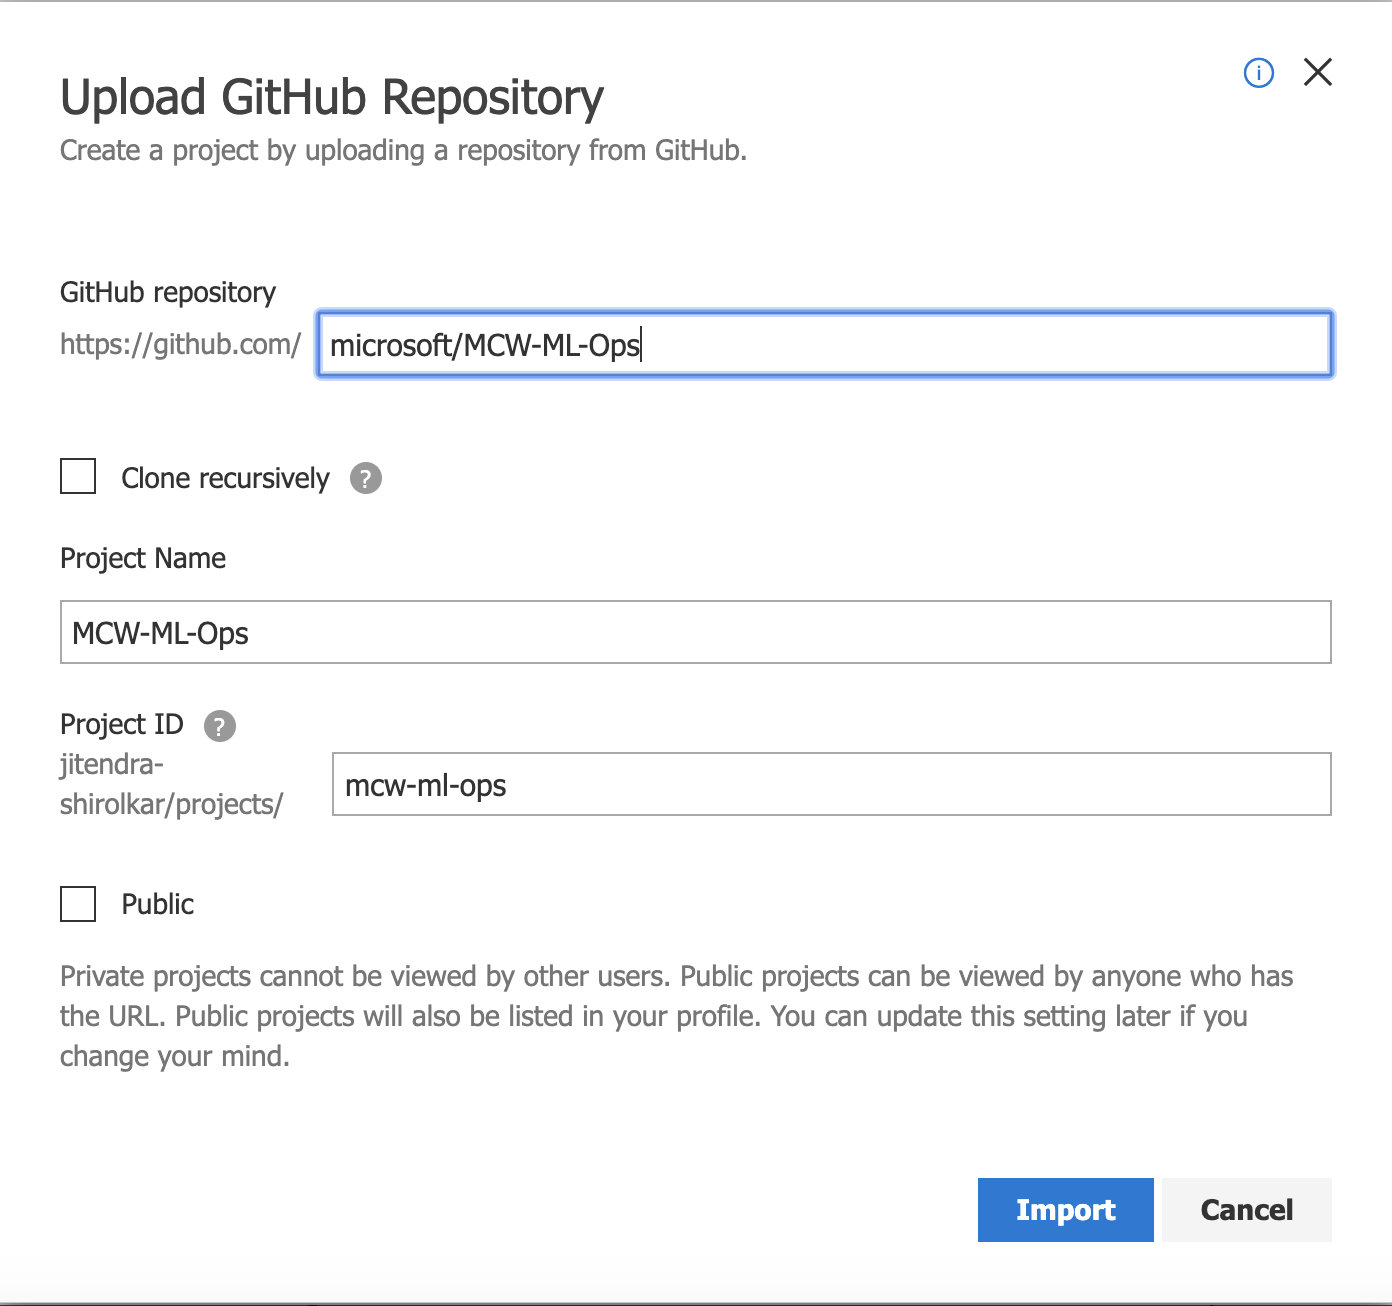 Upload GitHub Repository
Create a project by uploading a repository from GitHub.
GitHub repository
https://github.com/ microsoft/MCW-ML-Ops
Clone recursively ?
Project Name
MCW-ML-Ops
Project ID ?
jitendra-
shirolkar/projects/
mcw-ml-ops
Public
Private projects cannot be viewed by other users. Public projects can be viewed by anyone who has
the URL. Public projects will also be listed in your profile. You can update this setting later if you
change your mind.
Import Cancel